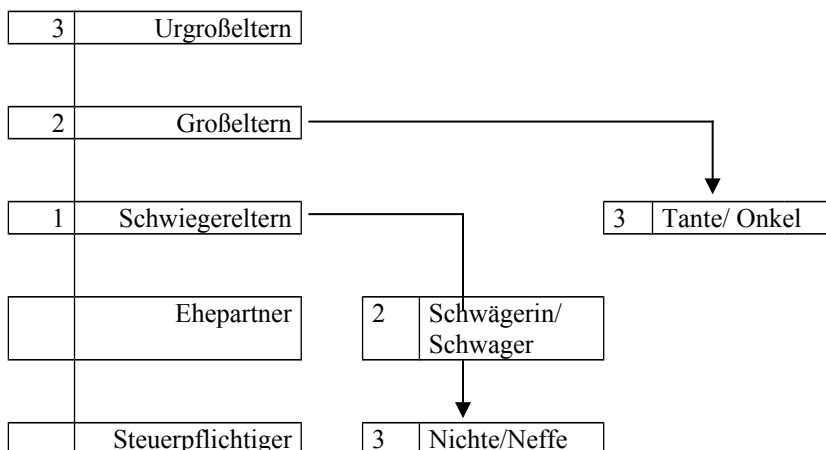 3 Urgroßeltern
2 Großeltern
1 Schwiegereltern
3 Tante/ Onkel
Ehepartner
2 Schwägerin/
Schwager
Steuerpflichtiger
3 Nichte/Neffe